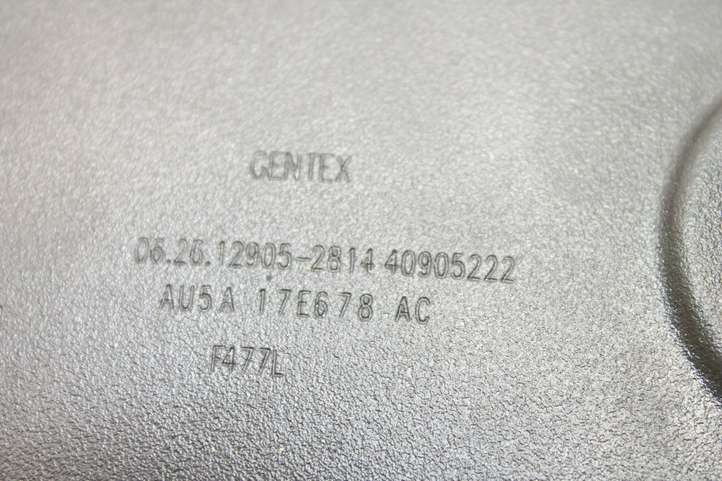 GENTEX
06.26.12905-2814 40905222
AU5A 17E678 AC
F477L